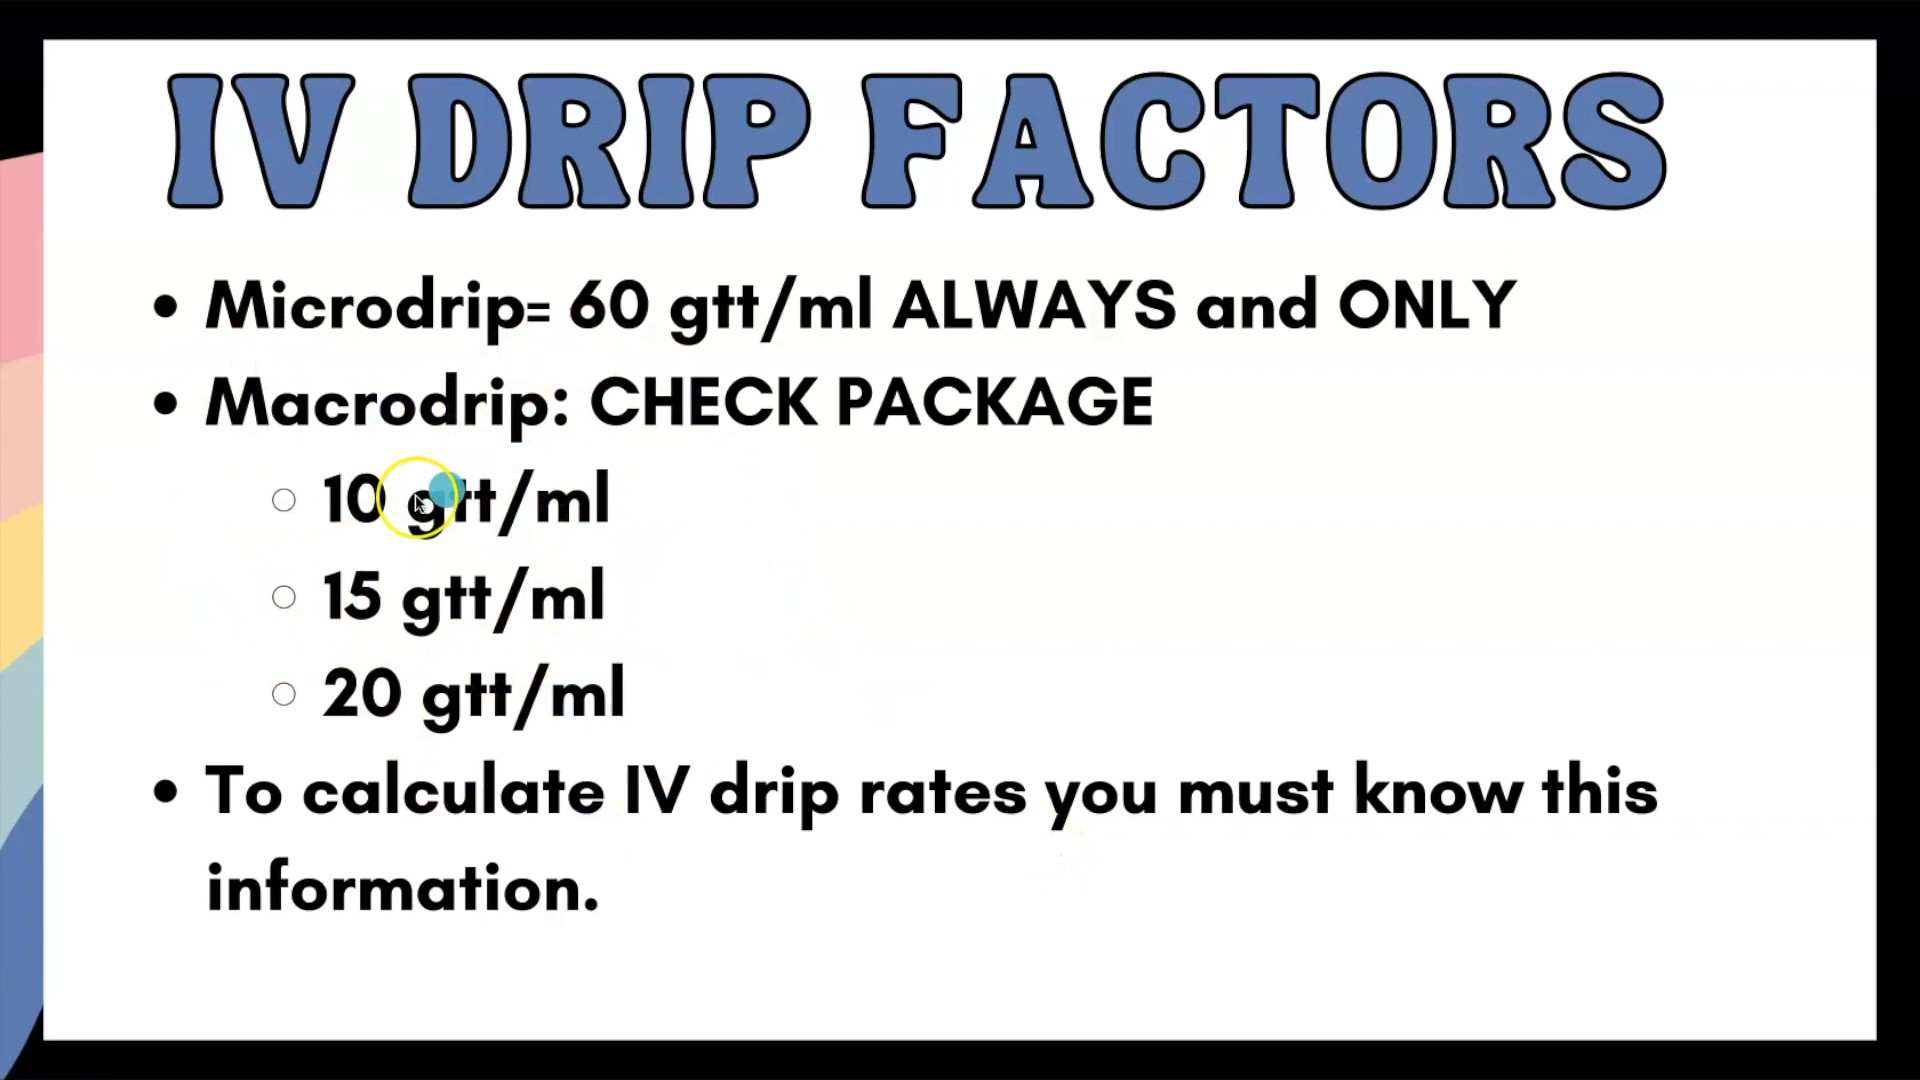 IV DRIP FACTORS
Microdrip= 60 gtt/ml ALWAYS and ONLY
Macrodrip: CHECK PACKAGE
10 gtt/ml
15 gtt/ml
20 gtt/ml
To calculate IV drip rates you must know this
information.